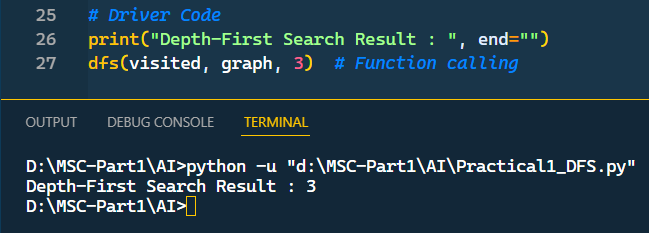 25 # Driver Code
26 print("Depth-First Search Result : ", end="")
27 dfs(visited, graph, 3)  # Function calling
OUTPUT DEBUG CONSOLE TERMINAL
D:\MSC-Part1\AI>python -u "d:\MSC-Part1\AI\Practical1_DFS.py"
Depth-First Search Result : 3
D:\MSC-Part1\AI>